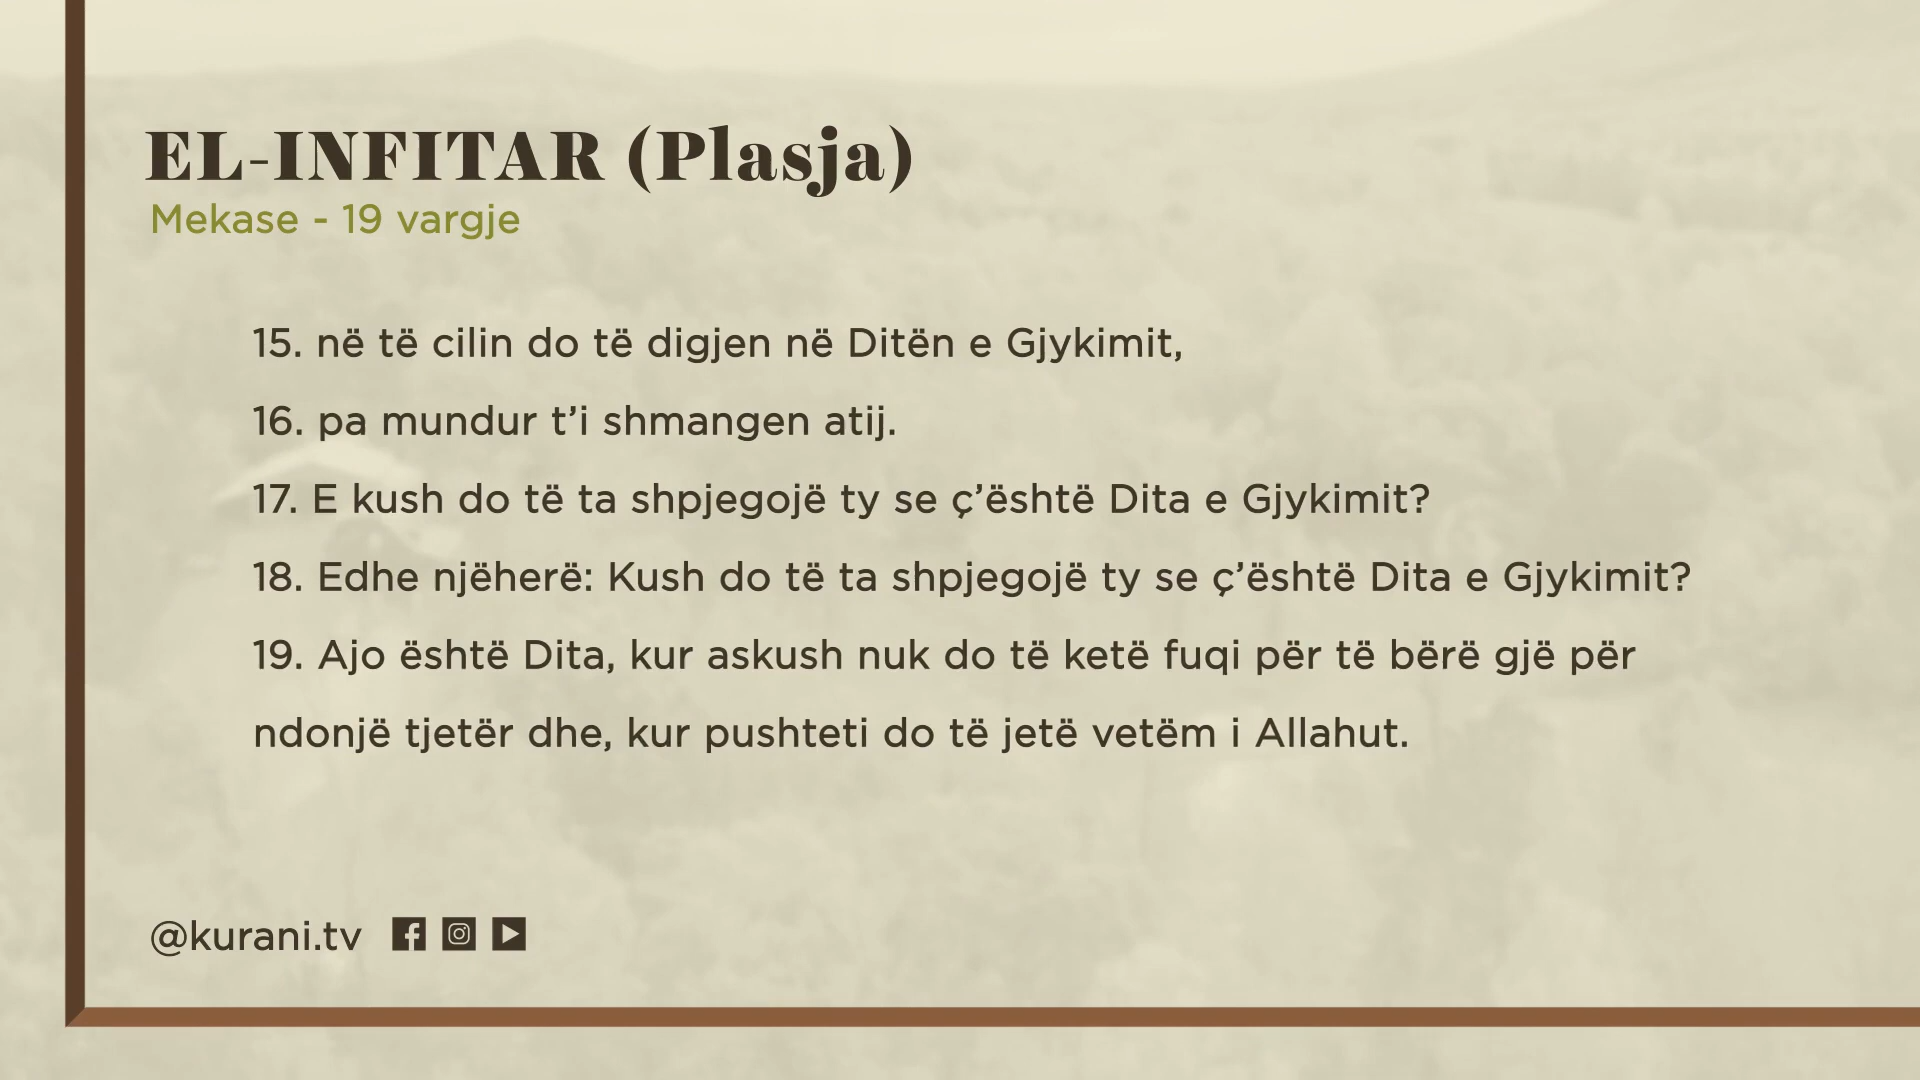 EL-INFITAR (Plasja)
Mekase - 19 vargje
15. në të cilin do të digjen në Ditën e Gjykimit,
16. pa mundur t’i shmangen atij.
17. E kush do të ta shpjegojë ty se ç’është Dita e Gjykimit?
18. Edhe njëherë: Kush do të ta shpjegojë ty se ç’është Dita e Gjykimit?
19. Ajo është Dita, kur askush nuk do të ketë fuqi për të bërë gjë për
ndonjë tjetër dhe, kur pushteti do të jetë vetëm i Allahut.
@kurani.tv